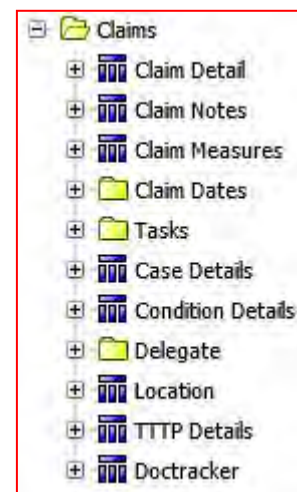 Claims
Claim Detail
Claim Notes
Claim Measures
Claim Dates
Tasks
Case Details
Condition Details
Delegate
Location
TTTP Details
Doctracker